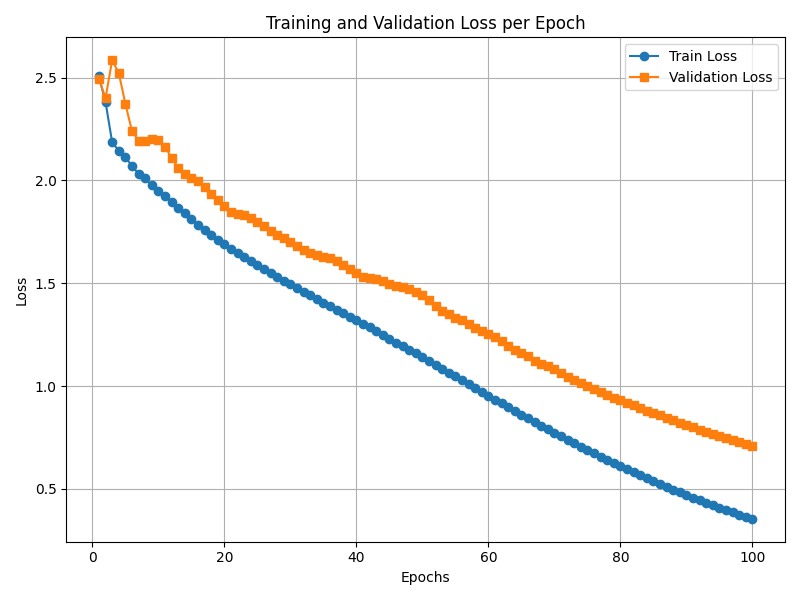 Training and Validation Loss per Epoch
Train Loss
Validation Loss
2.5
2.0
1.5
1.0
0.5
Loss
0 20 40 60 80 100
Epochs